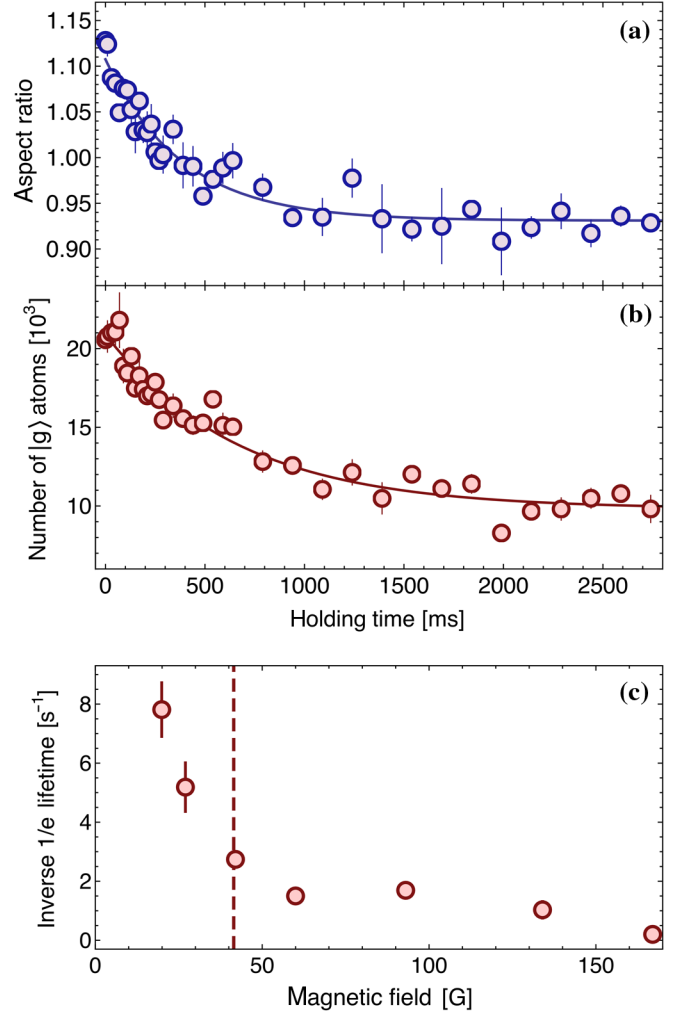 1.15
(a)
1.10
1.05
1.00
0.95
0.90
Aspect ratio
(b)
20
15
10
Number of |g⟩ atoms [10³]
0 500 1000 1500 2000 2500
Holding time [ms]
(c)
8
6
4
2
0
Inverse 1/e lifetime [s⁻¹]
0 50 100 150
Magnetic field [G]